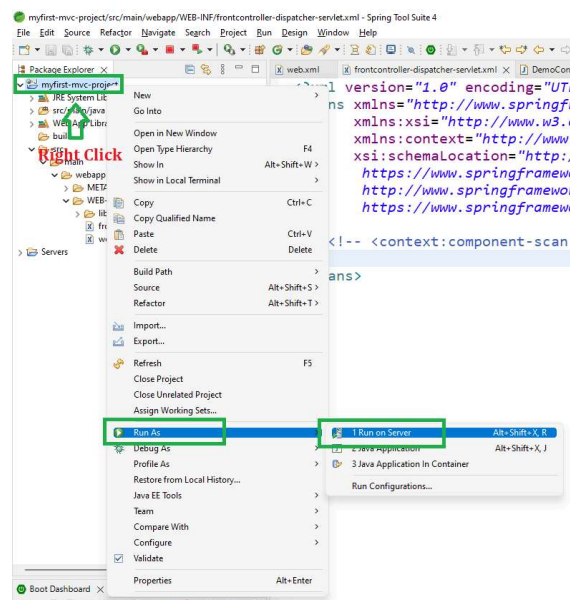 myfirst-mvc-project/src/main/webapp/WEB-INF/frontcontroller-dispatcher-servlet.xml - Spring Tool Suite 4
File Edit Source Refactor Navigate Search Project Run Design Window Help
Package Explorer
web.xml
frontcontroller-dispatcher-servlet.xml
DemoCon
myfirst-mvc-project
JRE System Lib
src/main/java
Web App Libra
build
src
main
webapp
META
WEB-
lib
fro
we
Servers
Right Click
version="1.0" encoding="UTF
ns xmlns="http://www.springf
xmlns:xsi="http://www.w3.o
xmlns:context="http://www
xsi:schemaLocation="http:/
https://www.springframewo
http://www.springframewor
https://www.springframewo
<!-- <context:component-scan
ans>
New
Go Into
Open in New Window
Open Type Hierarchy F4
Show In Alt+Shift+W >
Show in Local Terminal
Copy Ctrl+C
Copy Qualified Name
Paste Ctrl+V
Delete Delete
Build Path
Source Alt+Shift+S >
Refactor Alt+Shift+T >
Import...
Export...
Refresh F5
Close Project
Close Unrelated Project
Assign Working Sets...
Run As
Debug As
Profile As
Restore from Local History...
Java EE Tools
Team
Compare With
Configure
Validate
Properties Alt+Enter
1 Run on Server Alt+Shift+X, R
2 Java Application Alt+Shift+X, J
3 Java Application In Container
Run Configurations...
Boot Dashboard